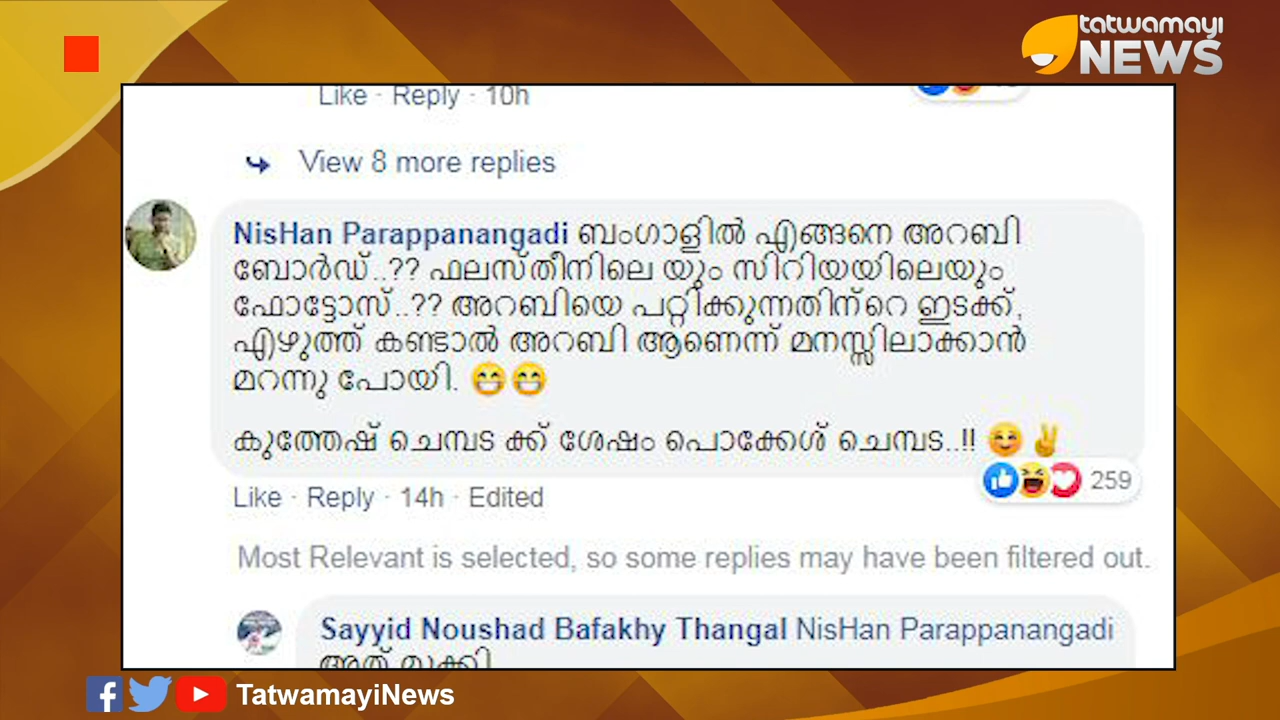 tatwamayi
NEWS
Like · Reply · 10h
View 8 more replies
NisHan Parappanangadi ബംഗാളിൽ എങ്ങനെ അറബി
ബോർഡ്..?? ഫലസ്തീനിലെ യും സിറിയയിലെയും
ഫോട്ടോസ്..?? അറബിയെ പറ്റിക്കുന്നതിന്റെ ഇടക്ക്,
എഴുത്ത് കണ്ടാൽ അറബി ആണെന്ന് മനസ്സിലാക്കാൻ
മറന്നു പോയി. 😁😁
കുത്തേഷ് ചെമ്പട ക്ക് ശേഷം പൊക്കേശ് ചെമ്പട..!! ☺️✌️
259
Like · Reply · 14h · Edited
Most Relevant is selected, so some replies may have been filtered out.
Sayyid Noushad Bafakhy Thangal NisHan Parappanangadi
അത് മുക്കി
TatwamayiNews